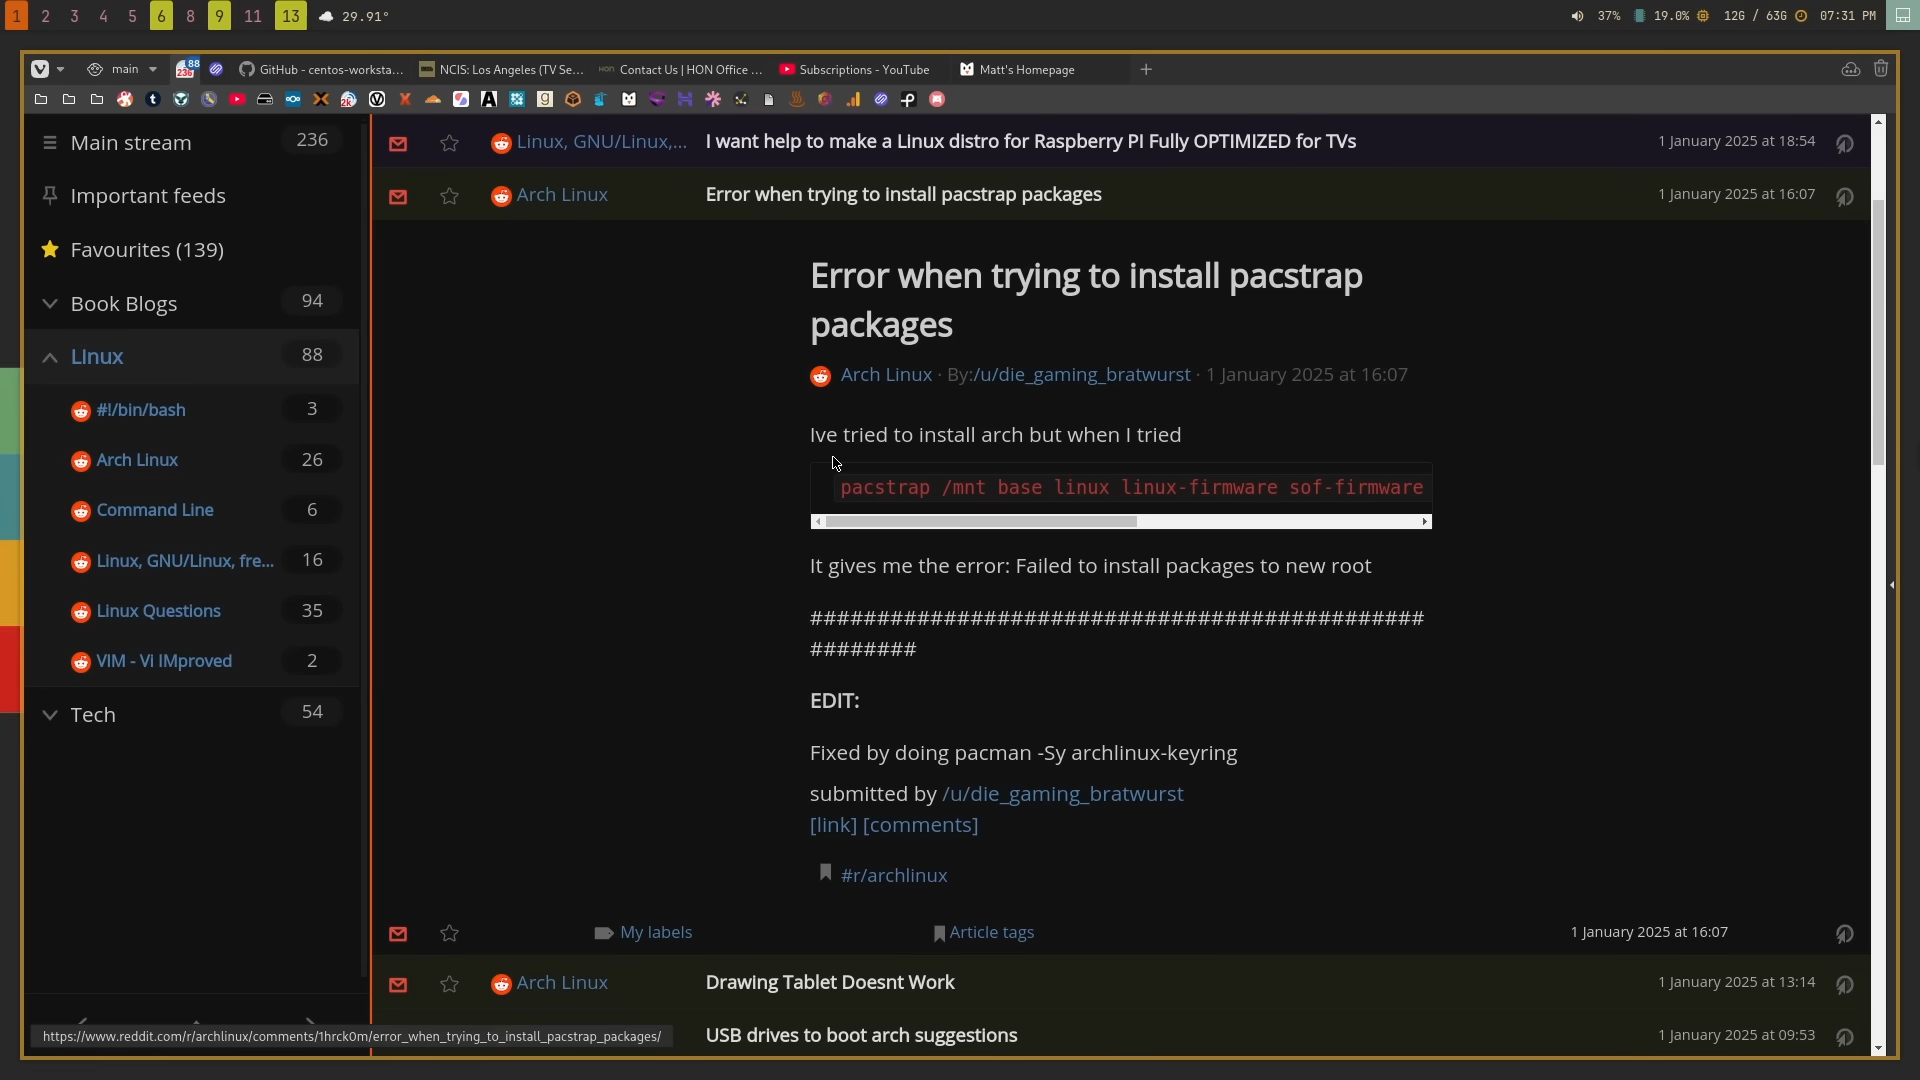 1 2 3 4 5 6 8 9 11 13 29.91° 37% 19.0% 12G / 63G 07:31 PM
main 88 236 GitHub - centos-worksta... NCIS: Los Angeles (TV Se... HON Contact Us | HON Office ... Subscriptions - YouTube Matt's Homepage +
Main stream 236
Important feeds
Favourites (139)
Book Blogs 94
Linux 88
#!/bin/bash 3
Arch Linux 26
Command Line 6
Linux, GNU/Linux, fre... 16
Linux Questions 35
VIM - Vi IMproved 2
Tech 54
Linux, GNU/Linux,... I want help to make a Linux distro for Raspberry PI Fully OPTIMIZED for TVs 1 January 2025 at 18:54
Arch Linux Error when trying to install pacstrap packages 1 January 2025 at 16:07
Error when trying to install pacstrap
packages
Arch Linux · By:/u/die_gaming_bratwurst · 1 January 2025 at 16:07
Ive tried to install arch but when I tried
pacstrap /mnt base linux linux-firmware sof-firmware
It gives me the error: Failed to install packages to new root
##############################################
########
EDIT:
Fixed by doing pacman -Sy archlinux-keyring
submitted by /u/die_gaming_bratwurst
[link] [comments]
#r/archlinux
My labels Article tags 1 January 2025 at 16:07
Arch Linux Drawing Tablet Doesnt Work 1 January 2025 at 13:14
USB drives to boot arch suggestions 1 January 2025 at 09:53
https://www.reddit.com/r/archlinux/comments/1hrck0m/error_when_trying_to_install_pacstrap_packages/